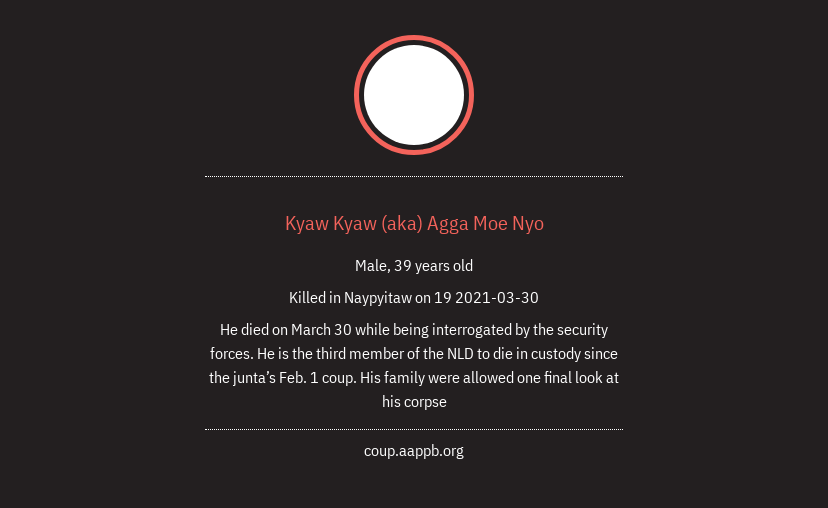 Kyaw Kyaw (aka) Agga Moe Nyo
Male, 39 years old
Killed in Naypyitaw on 19 2021-03-30
He died on March 30 while being interrogated by the security
forces. He is the third member of the NLD to die in custody since
the junta’s Feb. 1 coup. His family were allowed one final look at
his corpse
coup.aappb.org